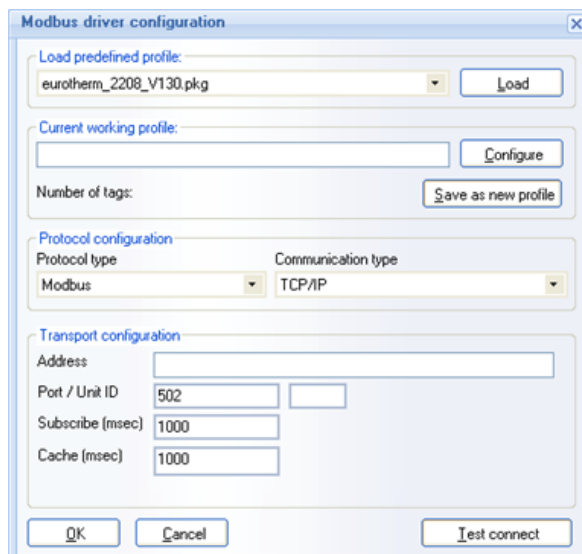 Modbus driver configuration
Load predefined profile:
eurotherm_2208_V130.pkg
Load
Current working profile:
Configure
Number of tags:
Save as new profile
Protocol configuration
Protocol type
Communication type
Modbus
TCP/IP
Transport configuration
Address
Port / Unit ID
502
Subscribe (msec)
1000
Cache (msec)
1000
OK
Cancel
Test connect